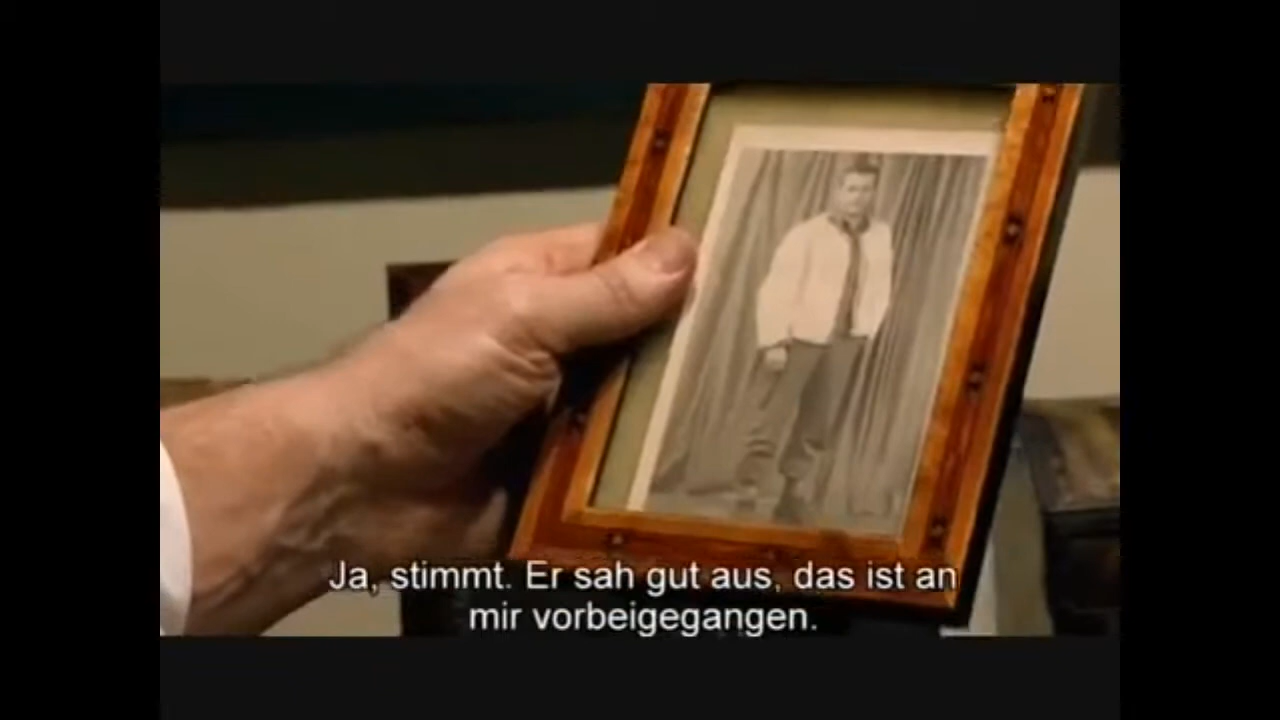 Ja, stimmt. Er sah gut aus, das ist an
mir vorbeigegangen.